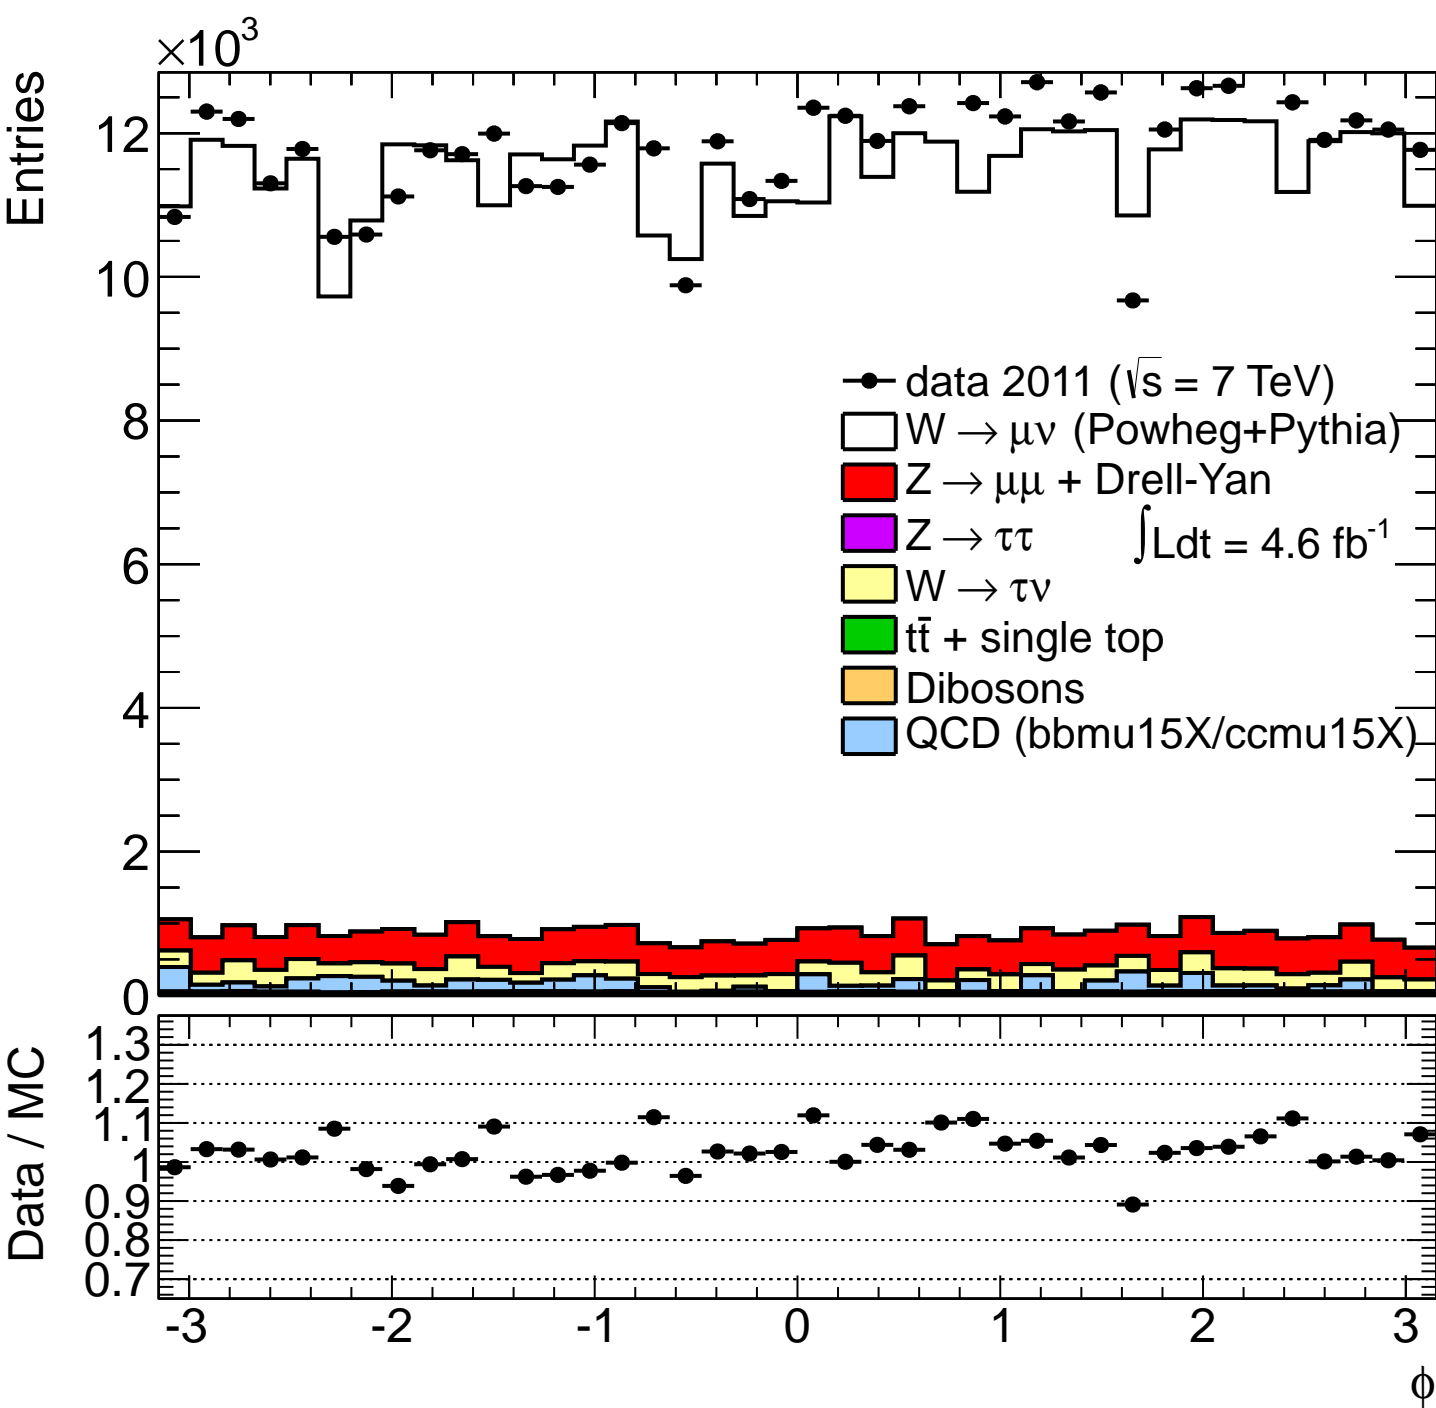 ×10³
Entries
12
10
8
6
4
2
0
data 2011 (√s = 7 TeV)
W → μν (Powheg+Pythia)
Z → μμ + Drell-Yan
Z → ττ
∫Ldt = 4.6 fb⁻¹
W → τν
tt̄ + single top
Dibosons
QCD (bbmu15X/ccmu15X)
Data / MC
1.3
1.2
1.1
1
0.9
0.8
0.7
-3 -2 -1 0 1 2 3
ϕ